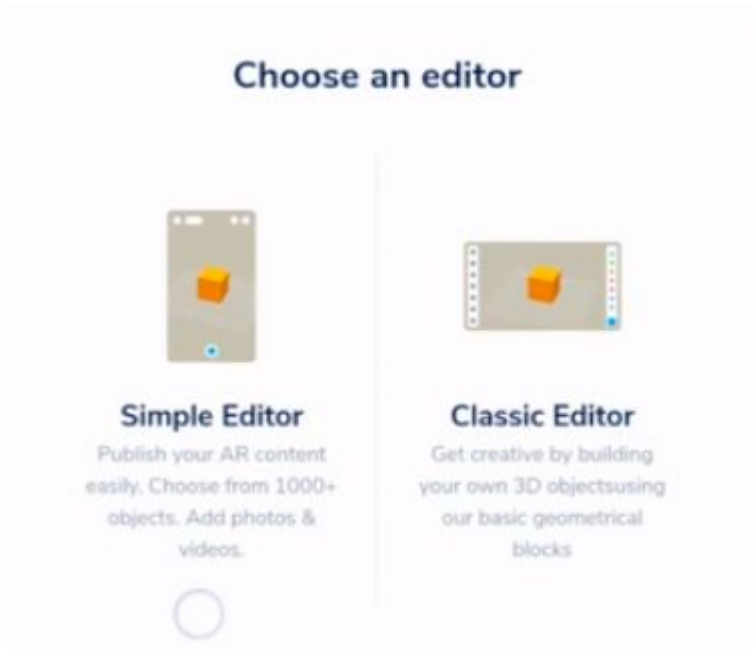 Choose an editor
Simple Editor
Publish your AR content
easily. Choose from 1000+
objects. Add photos &
videos.
Classic Editor
Get creative by building
your own 3D objectsusing
our basic geometrical
blocks